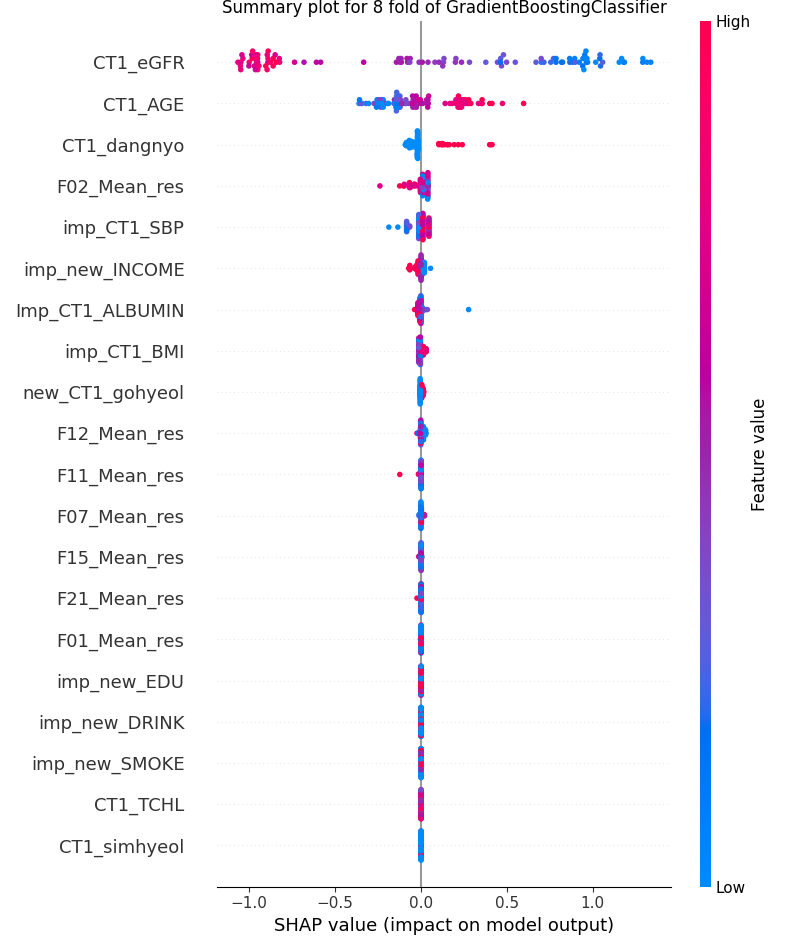 Summary plot for 8 fold of GradientBoostingClassifier
High
CT1_eGFR
CT1_AGE
CT1_dangnyo
F02_Mean_res
imp_CT1_SBP
imp_new_INCOME
Imp_CT1_ALBUMIN
imp_CT1_BMI
new_CT1_gohyeol
F12_Mean_res
F11_Mean_res
F07_Mean_res
F15_Mean_res
F21_Mean_res
F01_Mean_res
imp_new_EDU
imp_new_DRINK
imp_new_SMOKE
CT1_TCHL
CT1_simhyeol
Feature value
Low
−1.0 −0.5 0.0 0.5 1.0
SHAP value (impact on model output)